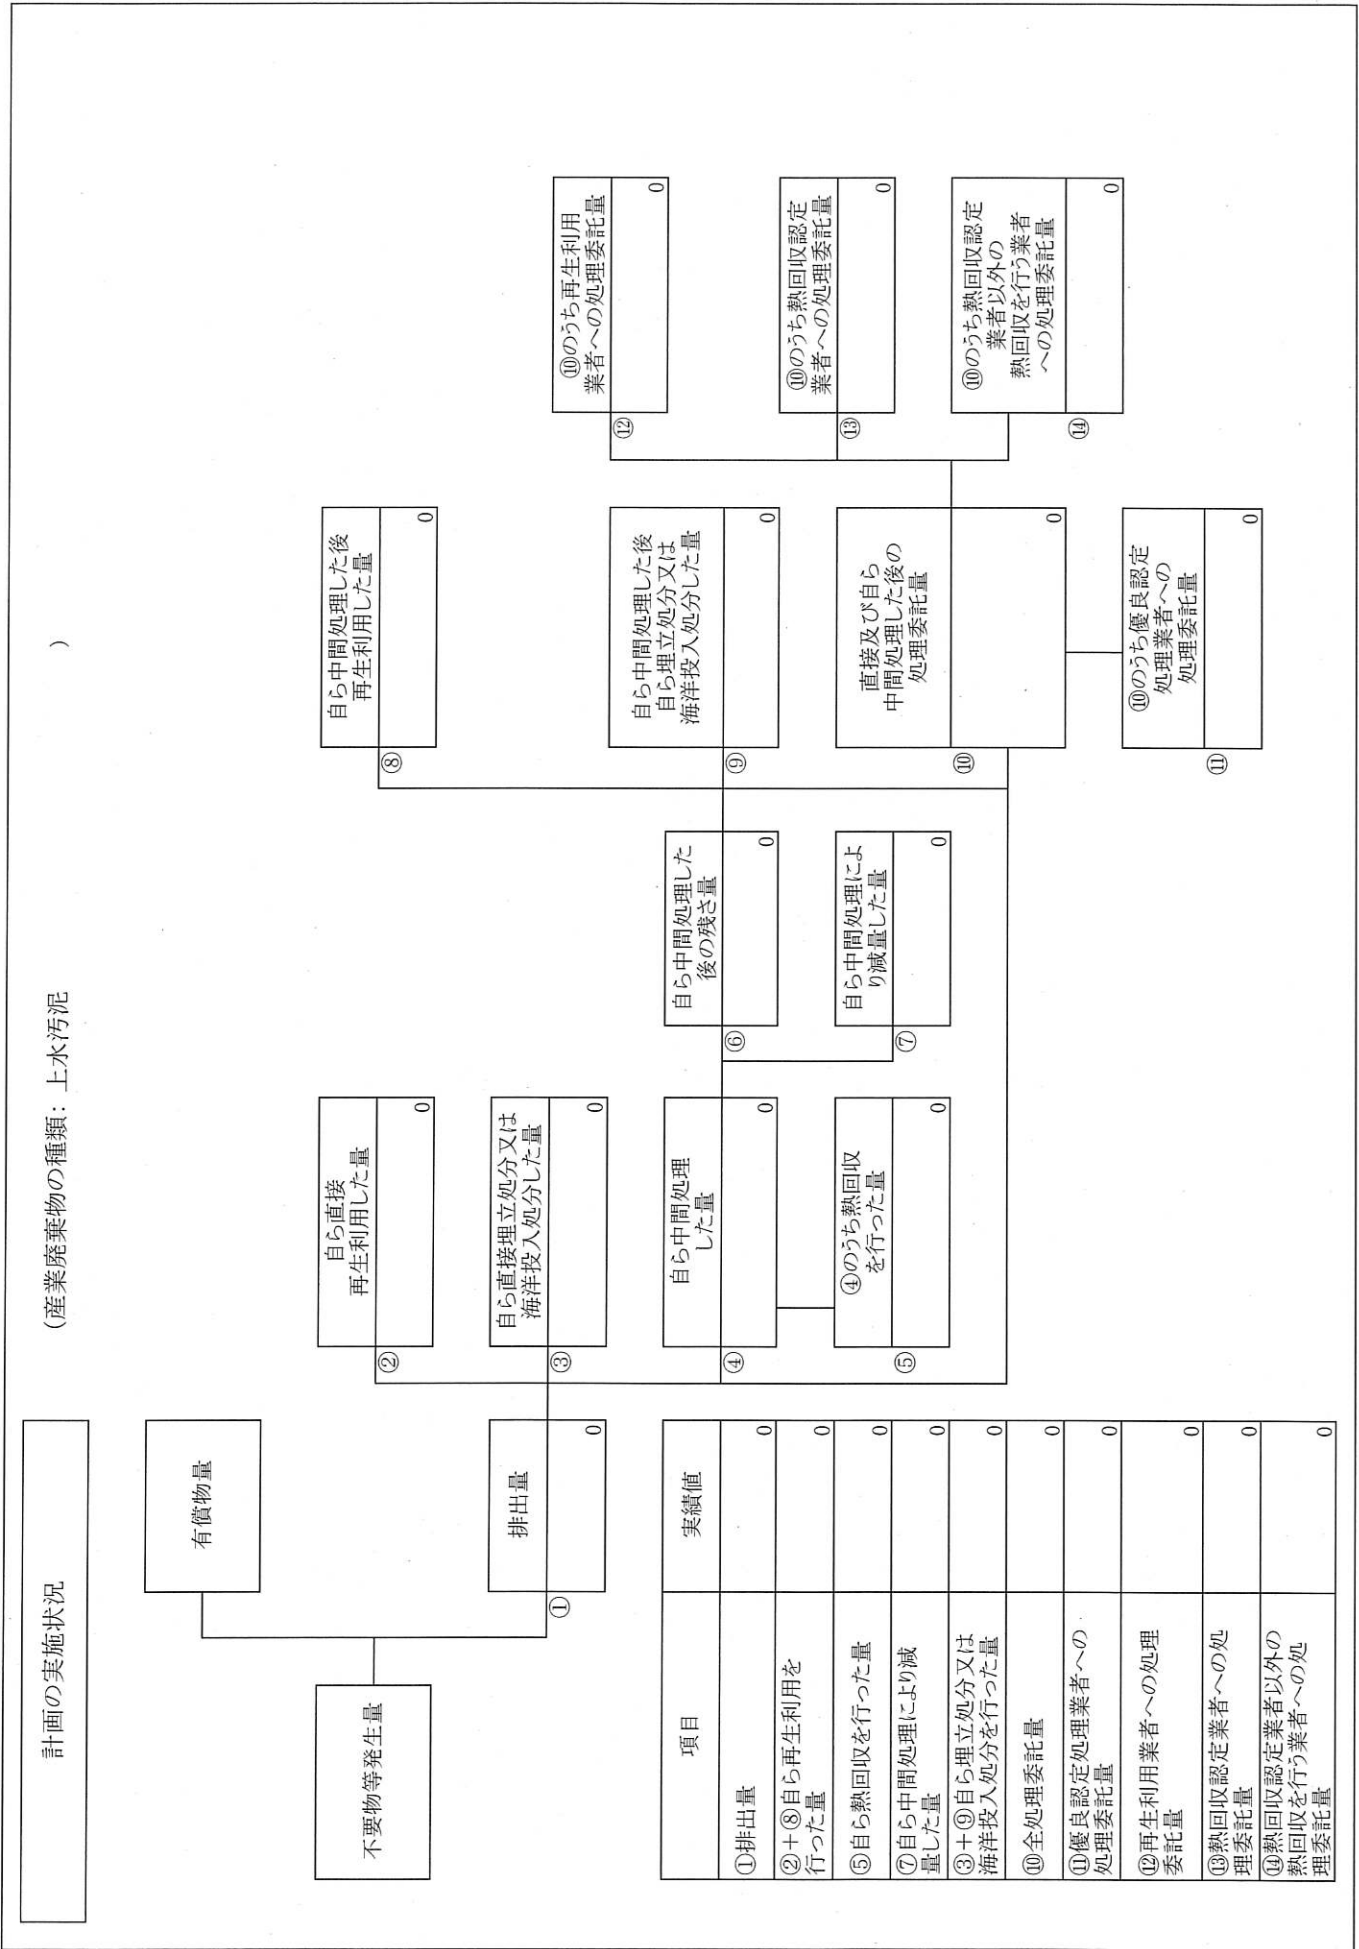 計画の実施状況
(産業廃棄物の種類：上水汚泥
)
不要物等発生量
有償物量
①
排出量
0
②
自ら直接
再生利用した量
0
③
自ら直接埋立処分又は
海洋投入処分した量
0
④
自ら中間処理
した量
0
⑤
④のうち熱回収
を行った量
0
⑥
自ら中間処理した
後の残さ量
0
⑦
自ら中間処理によ
り減量した量
0
⑧
自ら中間処理した後
再生利用した量
0
⑨
自ら中間処理した後
自ら埋立処分又は
海洋投入処分した量
0
⑩
直接及び自ら
中間処理した後の
処理委託量
0
⑪
⑩のうち優良認定
処理業者への
処理委託量
0
⑫
⑩のうち再生利用
業者への処理委託量
0
⑬
⑩のうち熱回収認定
業者への処理委託量
0
⑭
⑩のうち熱回収認定
業者以外の
熱回収を行う業者
への処理委託量
0
項目
実績値
①排出量
0
②＋⑧自ら再生利用を
行った量
0
⑤自ら熱回収を行った量
0
⑦自ら中間処理により減
量した量
0
③＋⑨自ら埋立処分又は
海洋投入処分を行った量
0
⑩全処理委託量
0
⑪優良認定処理業者への
処理委託量
0
⑫再生利用業者への処理
委託量
0
⑬熱回収認定業者への処
理委託量
0
⑭熱回収認定業者以外の
熱回収を行う業者への処
理委託量
0